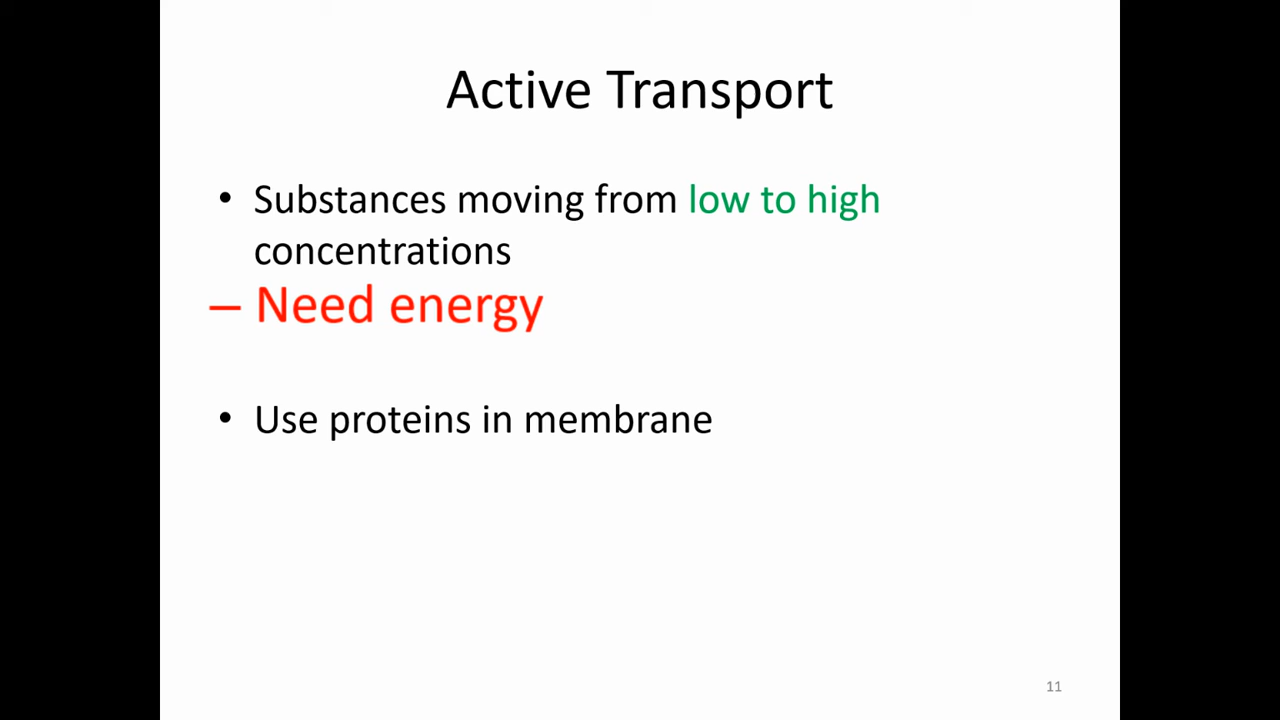 Active Transport
• Substances moving from low to high
concentrations
– Need energy
• Use proteins in membrane
11